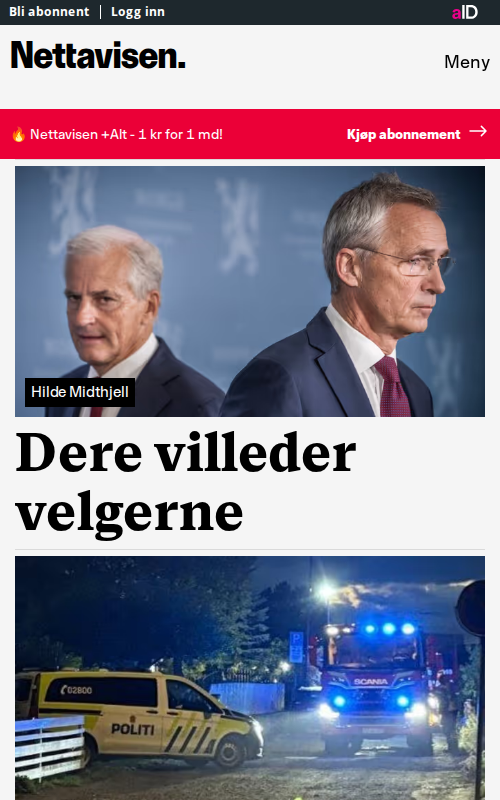 Bli abonnent | Logg inn
aID
Nettavisen.
Meny
🔥 Nettavisen +Alt - 1 kr for 1 md!
Kjøp abonnement →
Hilde Midthjell
Dere villeder
velgerne
02800
POLITI
SCANIA
P